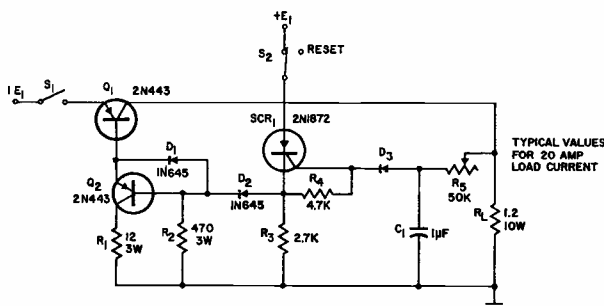 +E₁
S₂
RESET
+E₁
S₁
Q₁
2N443
SCR₁
2N1872
D₁
1N645
Q₂
2N443
D₂
1N645
R₄
4.7K
D₃
R₅
50K
TYPICAL VALUES
FOR 20 AMP
LOAD CURRENT
R₁
12
3W
R₂
470
3W
R₃
2.7K
C₁
1µF
R_L
1.2
10W